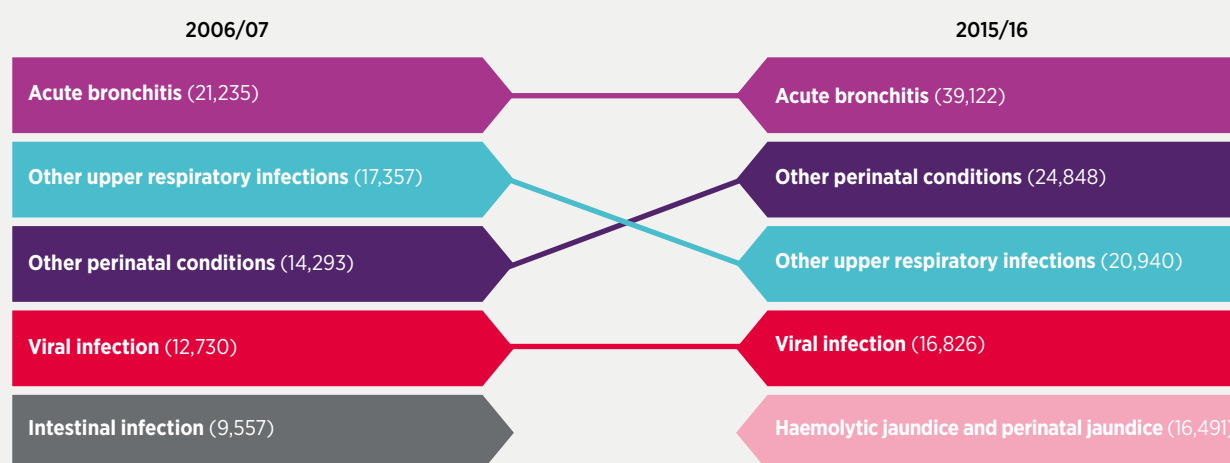 2006/07
2015/16
Acute bronchitis (21,235)
Acute bronchitis (39,122)
Other upper respiratory infections (17,357)
Other perinatal conditions (24,848)
Other perinatal conditions (14,293)
Other upper respiratory infections (20,940)
Viral infection (12,730)
Viral infection (16,826)
Intestinal infection (9,557)
Haemolytic jaundice and perinatal jaundice (16,491)